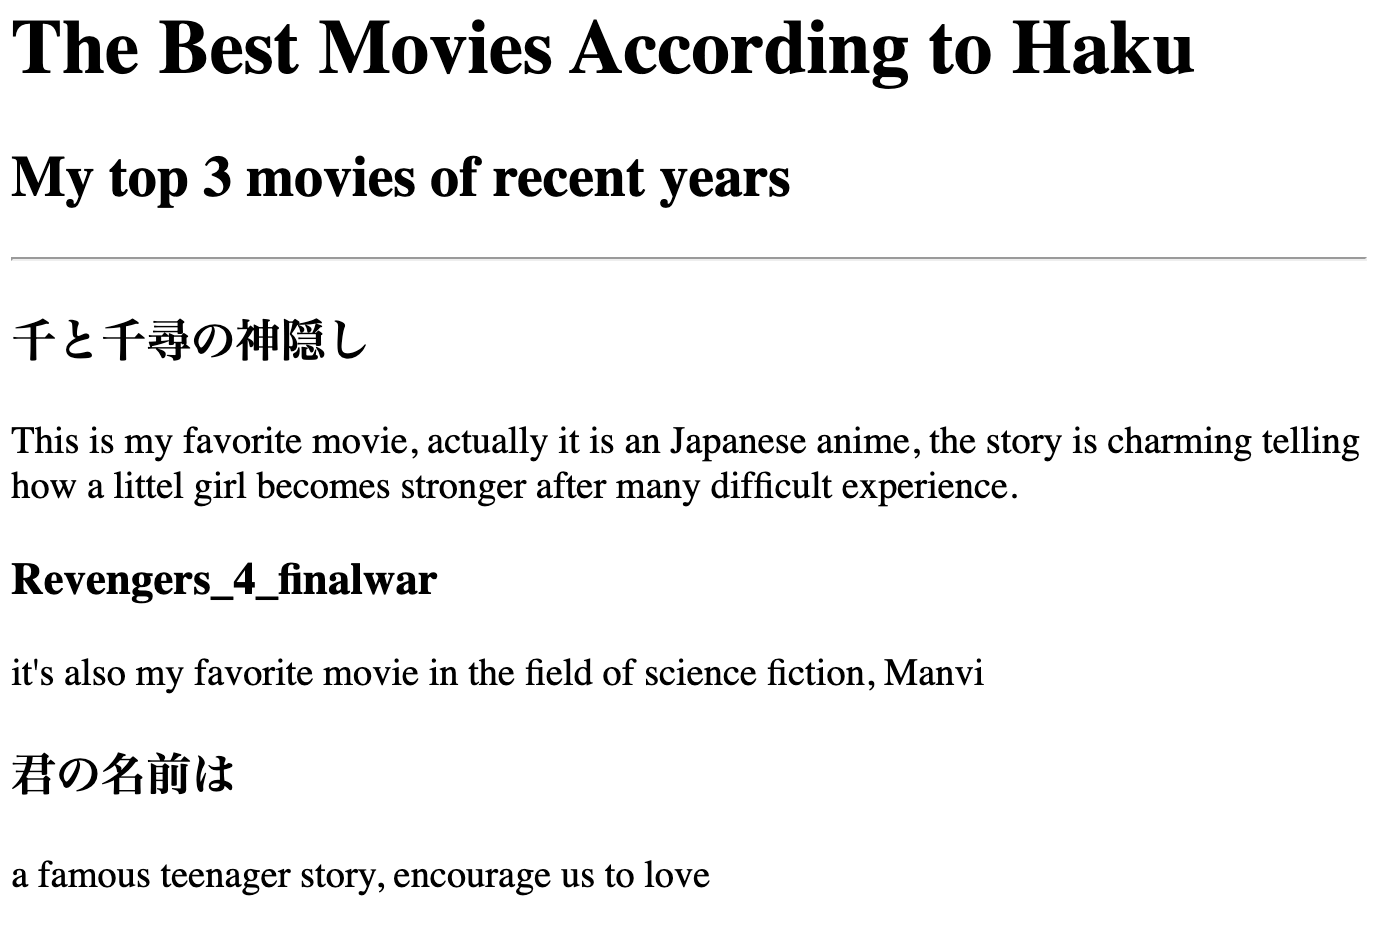 The Best Movies According to Haku
My top 3 movies of recent years
千と千尋の神隠し
This is my favorite movie, actually it is an Japanese anime, the story is charming telling
how a littel girl becomes stronger after many difficult experience.
Revengers_4_finalwar
it's also my favorite movie in the field of science fiction, Manvi
君の名前は
a famous teenager story, encourage us to love